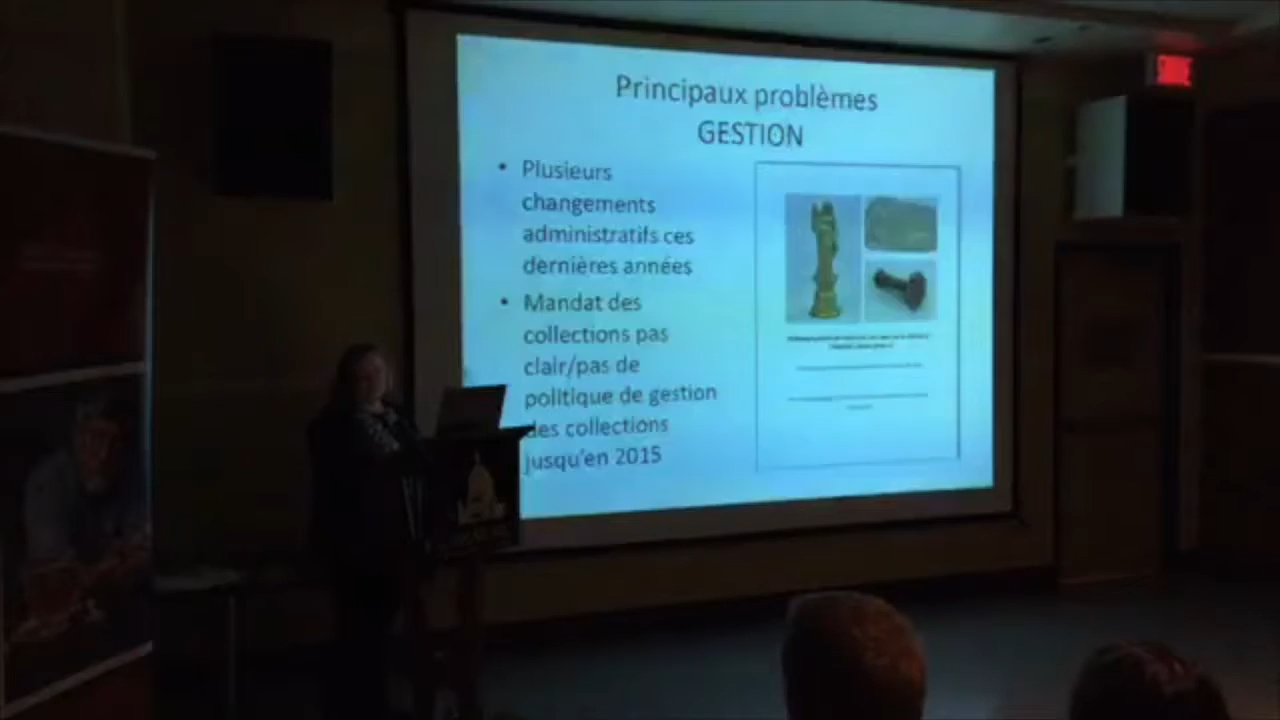 SORTIE
Principaux problèmes
GESTION
• Plusieurs
changements
administratifs ces
dernières années
• Mandat des
collections pas
clair/pas de
politique de gestion
des collections
jusqu'en 2015